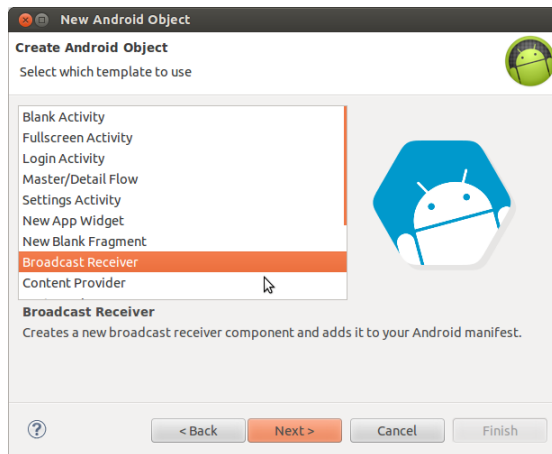 New Android Object
Create Android Object
Select which template to use
Blank Activity
Fullscreen Activity
Login Activity
Master/Detail Flow
Settings Activity
New App Widget
New Blank Fragment
Broadcast Receiver
Content Provider
Broadcast Receiver
Creates a new broadcast receiver component and adds it to your Android manifest.
? < Back Next > Cancel Finish